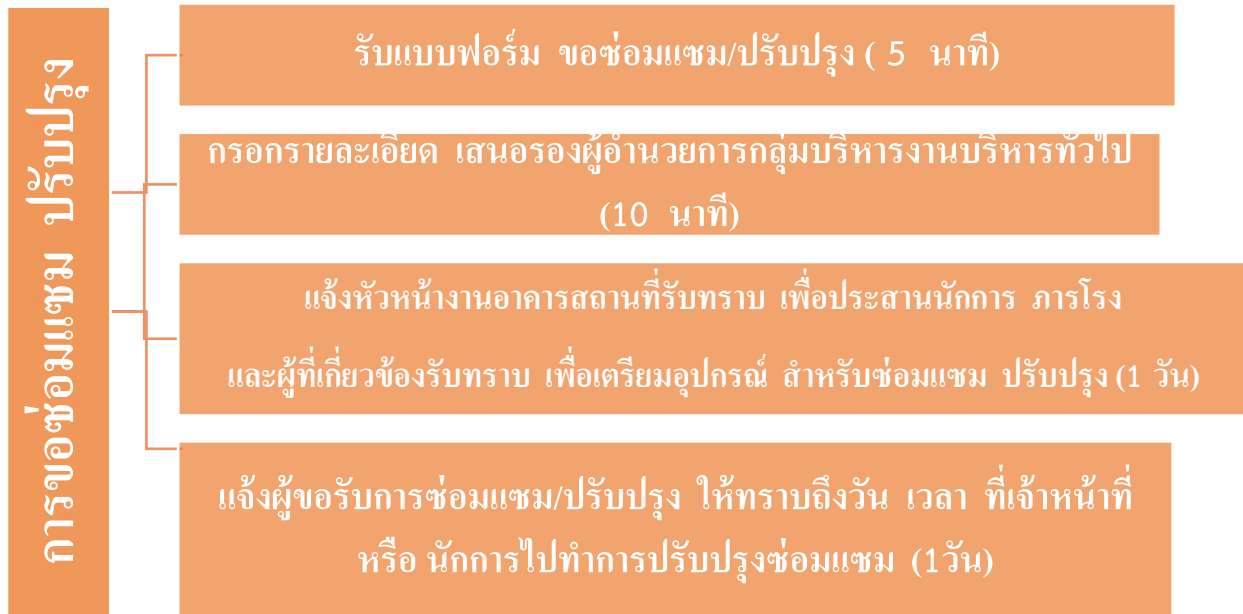 การขอซ่อมแซม ปรับปรุง
รับแบบฟอร์ม ขอซ่อมแซม/ปรับปรุง ( 5 นาที)
กรอกรายละเอียด เสนอรองผู้อำนวยการกลุ่มบริหารงานบริหารทั่วไป
(10 นาที)
แจ้งหัวหน้างานอาคารสถานที่รับทราบ เพื่อประสานนักการ ภารโรง
และผู้ที่เกี่ยวข้องรับทราบ เพื่อเตรียมอุปกรณ์ สำหรับซ่อมแซม ปรับปรุง (1 วัน)
แจ้งผู้ขอรับการซ่อมแซม/ปรับปรุง ให้ทราบถึงวัน เวลา ที่เจ้าหน้าที่
หรือ นักการไปทำการปรับปรุงซ่อมแซม (1วัน)